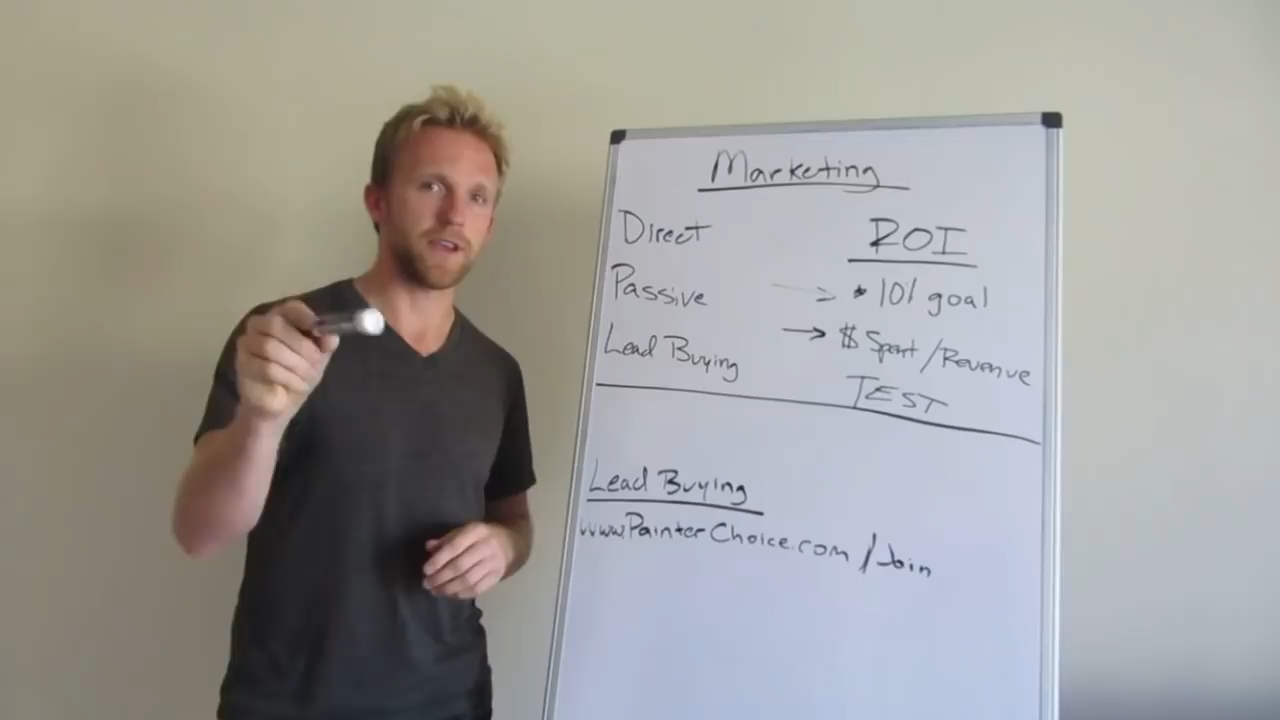 Marketing
Direct
ROI
Passive → • 10% goal
Lead Buying → $ Spent / Revenue
TEST
Lead Buying
www.PainterChoice.com/Join